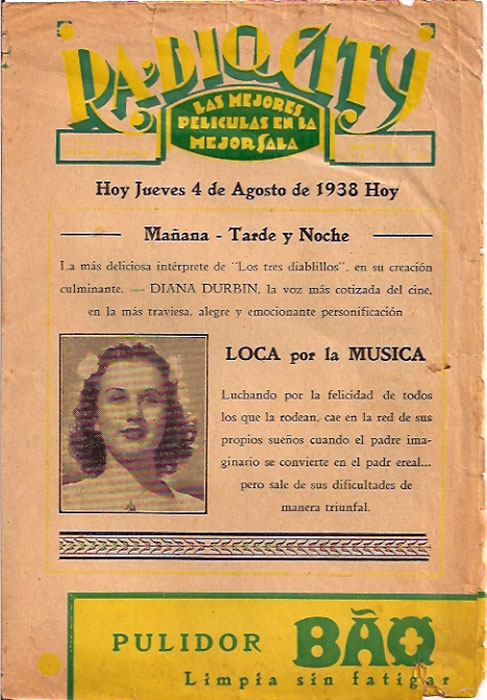 RADIO CITY
LAS MEJORES
PELICULAS EN LA
MEJOR SALA
Hoy Jueves 4 de Agosto de 1938 Hoy
Mañana - Tarde y Noche
La más deliciosa intérprete de "Los tres diablillos", en su creación
culminante. — DIANA DURBIN, la voz más cotizada del cine,
en la más traviesa, alegre y emocionante personificación
LOCA por la MUSICA
Luchando por la felicidad de todos
los que la rodean, cae en la red de sus
propios sueños cuando el padre ima-
ginario se convierte en el padr ereal...
pero sale de sus dificultades de
manera triunfal.
PULIDOR BÃO
Limpia sin fatigar